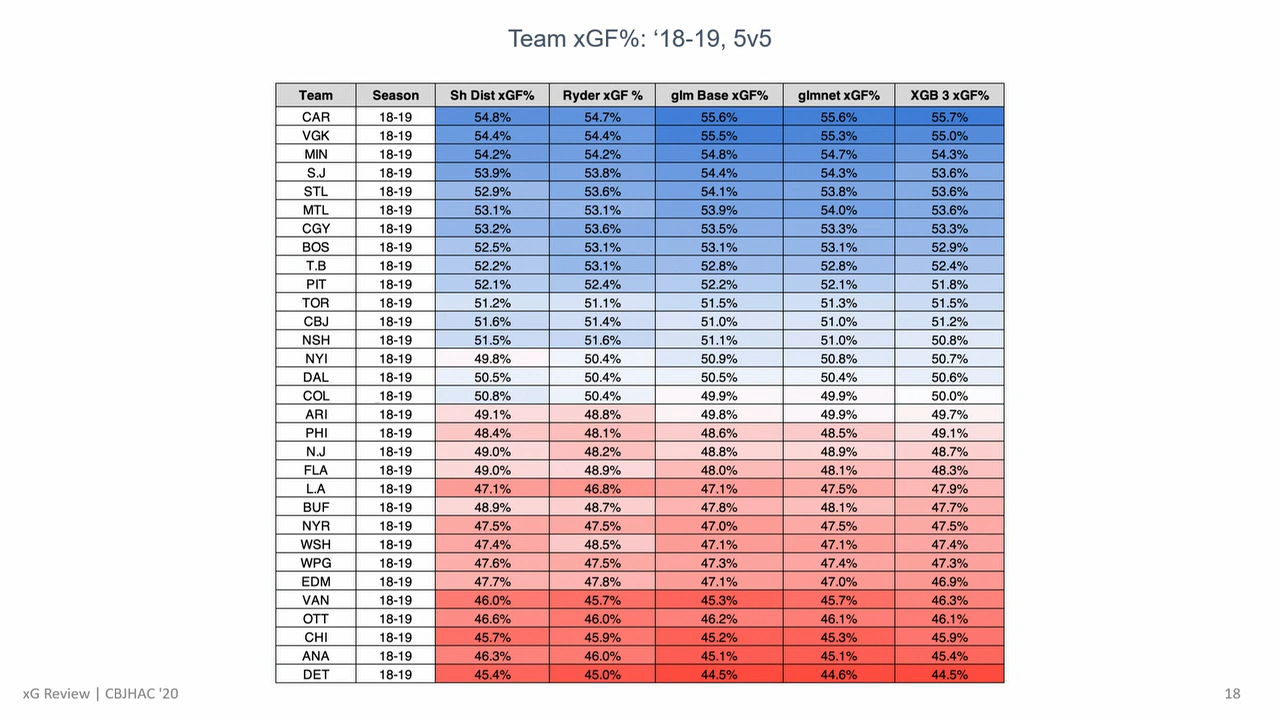 Team xGF%: ‘18-19, 5v5
Team Season Sh Dist xGF% Ryder xGF % glm Base xGF% glmnet xGF% XGB 3 xGF%
CAR 18-19 54.8% 54.7% 55.6% 55.6% 55.7%
VGK 18-19 54.4% 54.4% 55.5% 55.3% 55.0%
MIN 18-19 54.2% 54.2% 54.8% 54.7% 54.3%
S.J 18-19 53.9% 53.8% 54.4% 54.3% 53.6%
STL 18-19 52.9% 53.6% 54.1% 53.8% 53.6%
MTL 18-19 53.1% 53.1% 53.9% 54.0% 53.6%
CGY 18-19 53.2% 53.6% 53.5% 53.3% 53.3%
BOS 18-19 52.5% 53.1% 53.1% 53.1% 52.9%
T.B 18-19 52.2% 53.1% 52.8% 52.8% 52.4%
PIT 18-19 52.1% 52.4% 52.2% 52.1% 51.8%
TOR 18-19 51.2% 51.1% 51.5% 51.3% 51.5%
CBJ 18-19 51.6% 51.4% 51.0% 51.0% 51.2%
NSH 18-19 51.5% 51.6% 51.1% 51.0% 50.8%
NYI 18-19 49.8% 50.4% 50.9% 50.8% 50.7%
DAL 18-19 50.5% 50.4% 50.5% 50.4% 50.6%
COL 18-19 50.8% 50.4% 49.9% 49.9% 50.0%
ARI 18-19 49.1% 48.8% 49.8% 49.9% 49.7%
PHI 18-19 48.4% 48.1% 48.6% 48.5% 49.1%
N.J 18-19 49.0% 48.2% 48.8% 48.9% 48.7%
FLA 18-19 49.0% 48.9% 48.0% 48.1% 48.3%
L.A 18-19 47.1% 46.8% 47.1% 47.5% 47.9%
BUF 18-19 48.9% 48.7% 47.8% 48.1% 47.7%
NYR 18-19 47.5% 47.5% 47.0% 47.5% 47.5%
WSH 18-19 47.4% 48.5% 47.1% 47.1% 47.4%
WPG 18-19 47.6% 47.5% 47.3% 47.4% 47.3%
EDM 18-19 47.7% 47.8% 47.1% 47.0% 46.9%
VAN 18-19 46.0% 45.7% 45.3% 45.7% 46.3%
OTT 18-19 46.6% 46.0% 46.2% 46.1% 46.1%
CHI 18-19 45.7% 45.9% 45.2% 45.3% 45.9%
ANA 18-19 46.3% 46.0% 45.1% 45.1% 45.4%
DET 18-19 45.4% 45.0% 44.5% 44.6% 44.5%
xG Review | CBJHAC '20 18